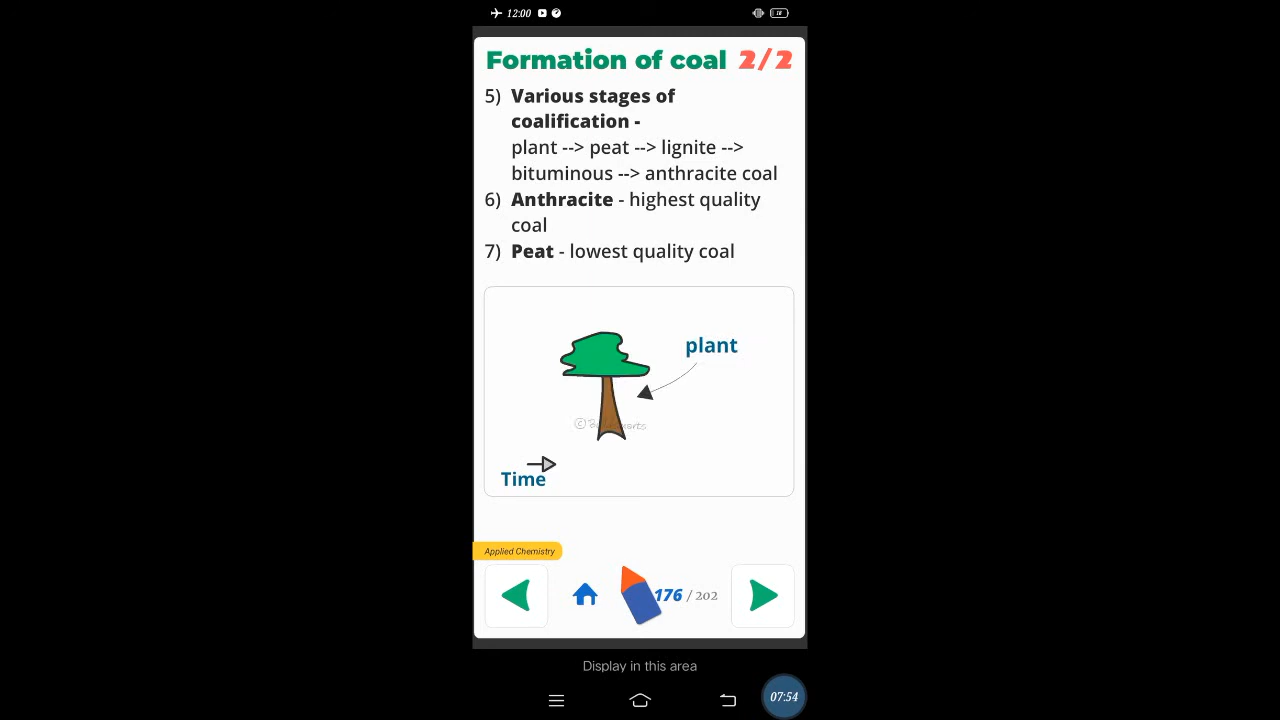 12:00
18
Formation of coal 2/2
5) Various stages of
coalification -
plant --> peat --> lignite -->
bituminous --> anthracite coal
6) Anthracite - highest quality
coal
7) Peat - lowest quality coal
plant
Time
Applied Chemistry
176 / 202
Display in this area
07:54